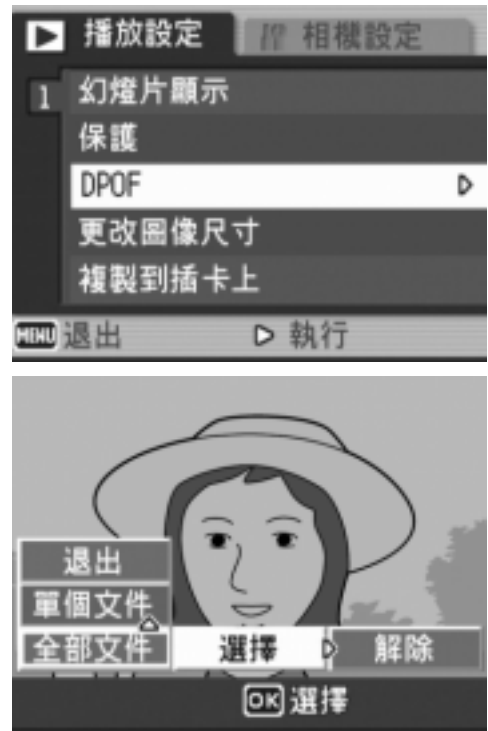 播放設定 相機設定
1 幻燈片顯示
保護
DPOF
更改圖像尺寸
複製到插卡上
MENU 退出 執行
退出
單個文件
全部文件 選擇 解除
OK 選擇